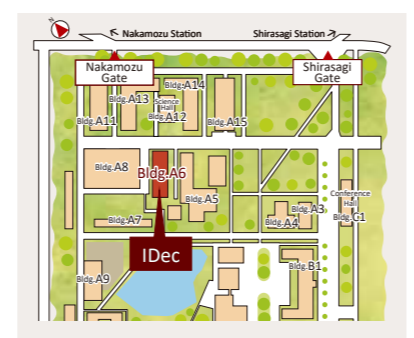 Nakamozu Station
Shirasagi Station
Nakamozu
Gate
Shirasagi
Gate
Bldg.A14
Bldg.A13
Science
Hall
Bldg.A12
Bldg.A11
Bldg.A15
Bldg.A8
Bldg.A6
Bldg.A5
Conference
Hall
Bldg.C1
Bldg.A3
Bldg.A4
Bldg.A7
IDec
Bldg.A9
Bldg.B1